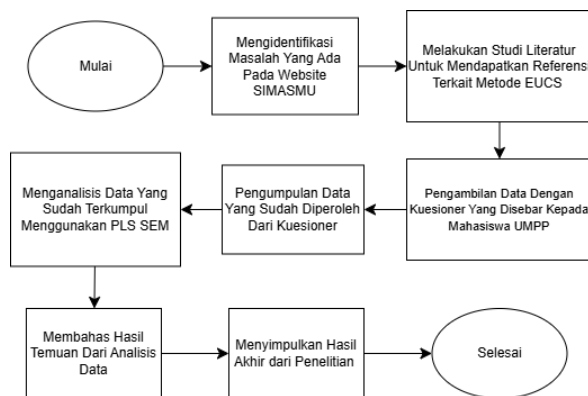 Mulai
Mengidentifikasi
Masalah Yang Ada
Pada Website
SIMASMU
Melakukan Studi Literatur
Untuk Mendapatkan Referensi
Terkait Metode EUCS
Pengambilan Data Dengan
Kuesioner Yang Disebar Kepada
Mahasiswa UMPP
Pengumpulan Data
Yang Sudah Diperoleh
Dari Kuesioner
Menganalisis Data Yang
Sudah Terkumpul
Menggunakan PLS SEM
Membahas Hasil
Temuan Dari Analisis
Data
Menyimpulkan Hasil
Akhir dari Penelitian
Selesai